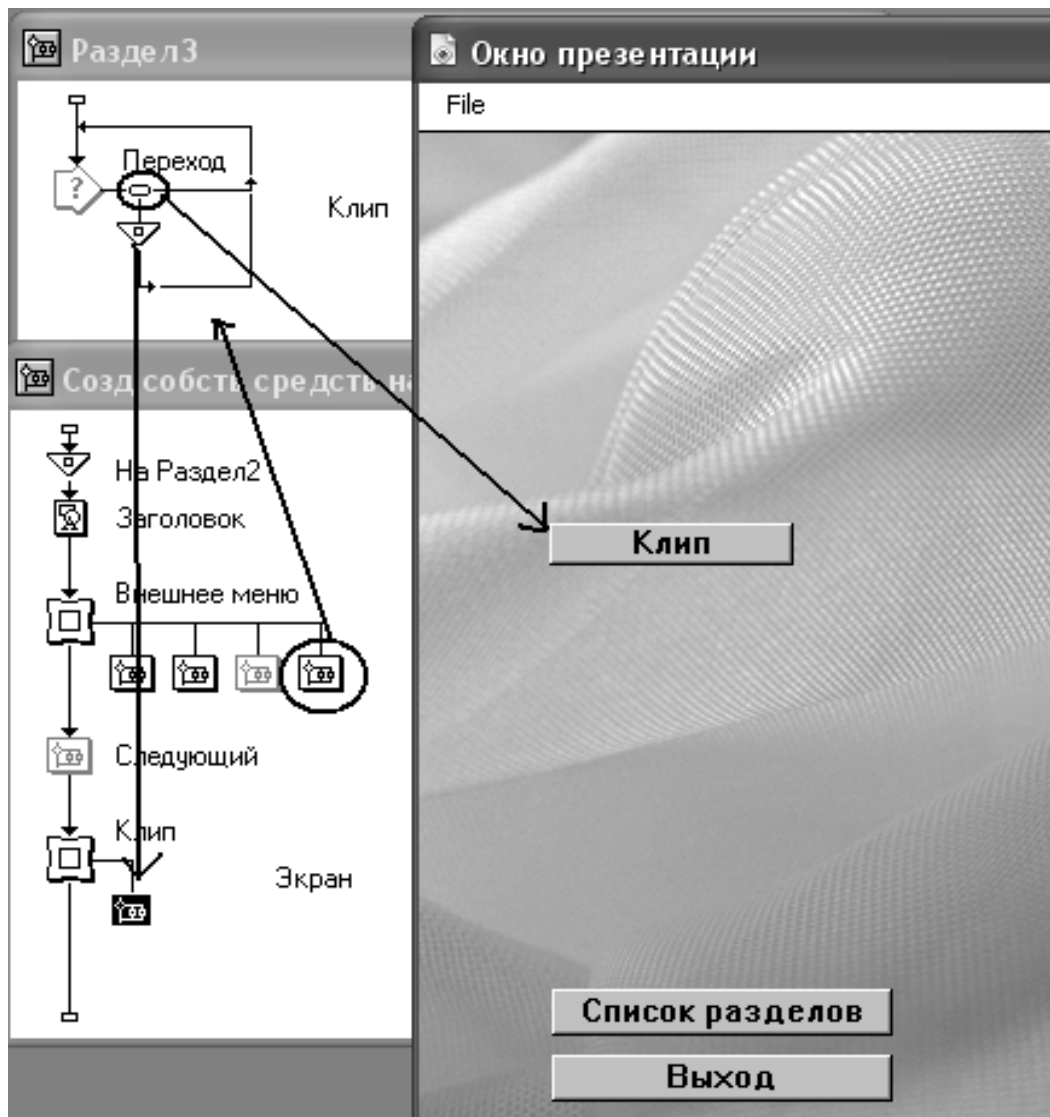 Раздел3
Переход
?
Клип
Созд собств средств на
На Раздел2
Заголовок
Внешнее меню
Следующий
Клип
Экран
Окно презентации
File
Клип
Список разделов
Выход